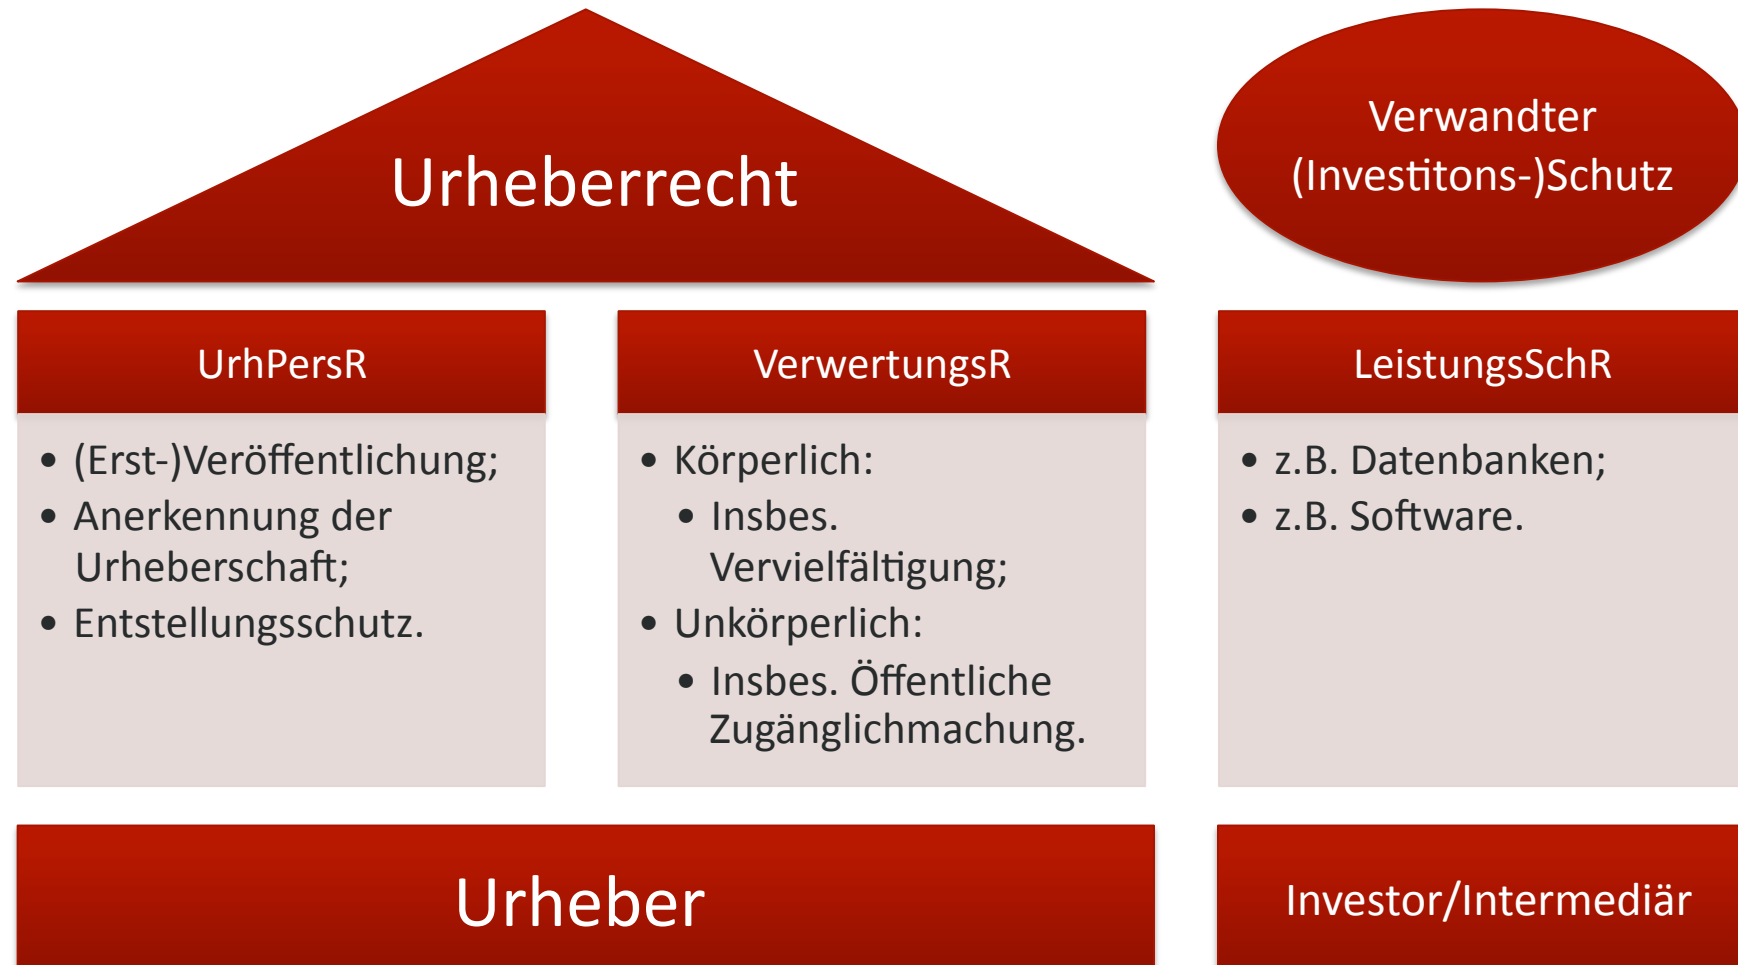 Urheberrecht
Verwandter
(Investitons-)Schutz
UrhPersR
• (Erst-)Veröffentlichung;
• Anerkennung der
Urheberschaft;
• Entstellungsschutz.
VerwertungsR
• Körperlich:
• Insbes.
Vervielfältigung;
• Unkörperlich:
• Insbes. Öffentliche
Zugänglichmachung.
LeistungsSchR
• z.B. Datenbanken;
• z.B. Software.
Urheber
Investor/Intermediär